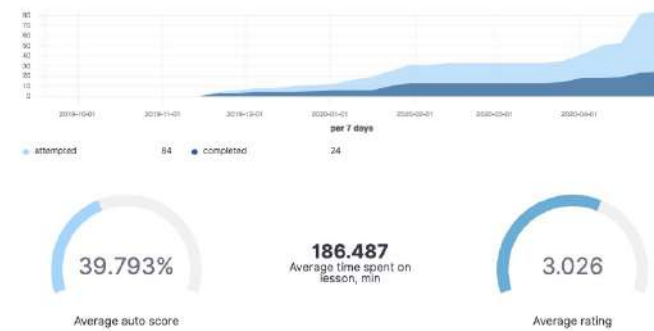 80
70
60
50
40
30
20
10
0
2019-10-01 2019-11-01 2019-12-01 2020-01-01 2020-02-01 2020-03-01 2020-04-01
per 7 days
attempted 84 completed 24
39.793%
Average auto score
186.487
Average time spent on
lesson, min
3.026
Average rating